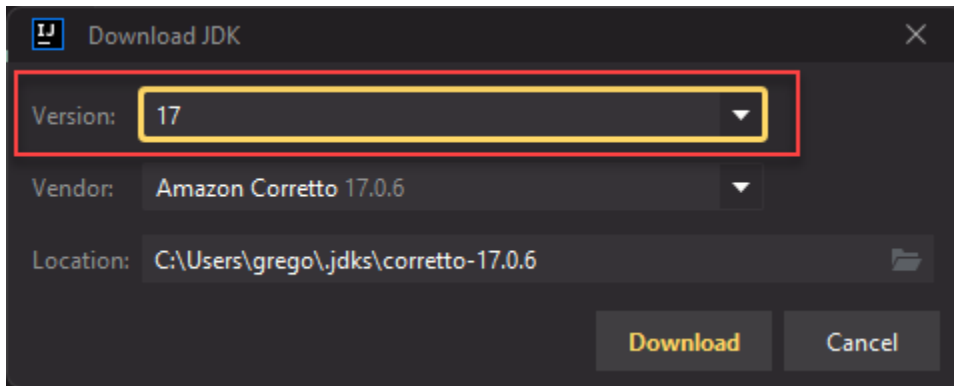 IJ Download JDK
Version: 17
Vendor: Amazon Corretto 17.0.6
Location: C:\Users\grego\.jdks\corretto-17.0.6
Download Cancel